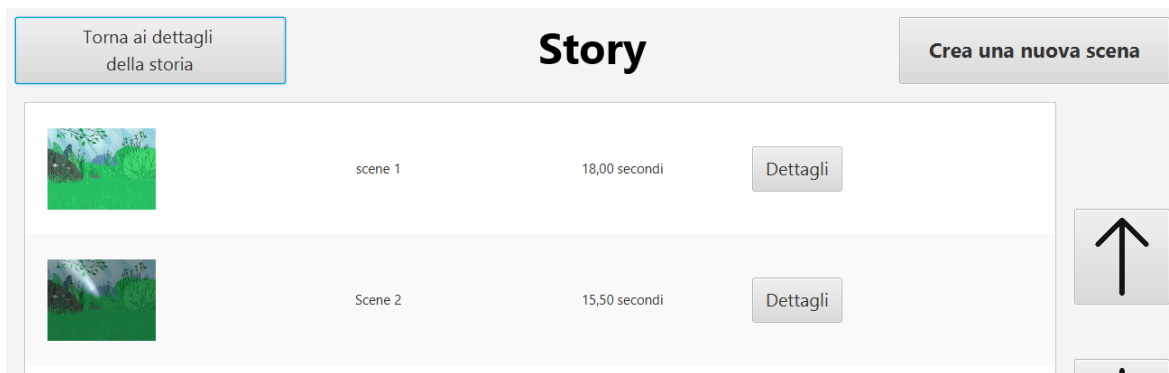 Torna ai dettagli
della storia
Story
Crea una nuova scena
scene 1
18,00 secondi
Dettagli
Scene 2
15,50 secondi
Dettagli